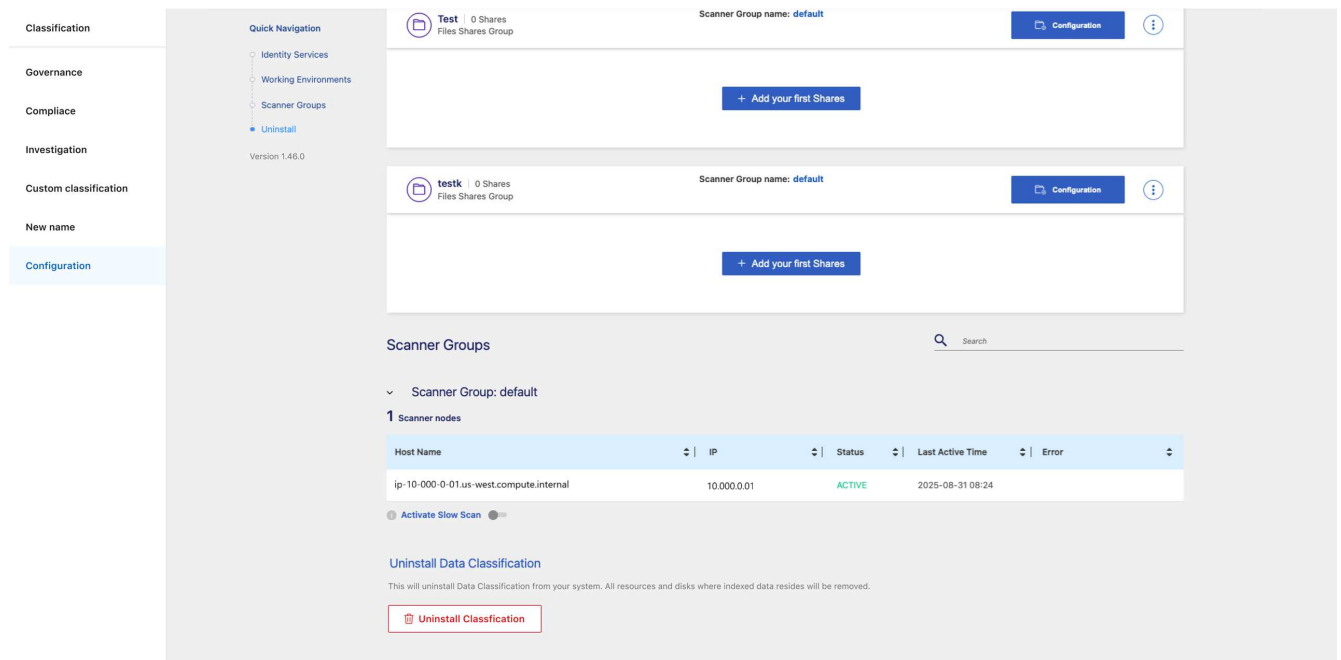 Classification
Governance
Compliace
Investigation
Custom classification
New name
Configuration
Quick Navigation
Identity Services
Working Environments
Scanner Groups
Uninstall
Version 1.46.0
Test | 0 Shares
Files Shares Group
Scanner Group name: default
Configuration
+ Add your first Shares
testk | 0 Shares
Files Shares Group
Scanner Group name: default
Configuration
+ Add your first Shares
Scanner Groups
Search
Scanner Group: default
1 Scanner nodes
Host Name IP Status Last Active Time Error
ip-10-000-0-01.us-west.compute.internal 10.000.0.01 ACTIVE 2025-08-31 08:24
Activate Slow Scan
Uninstall Data Classification
This will uninstall Data Classification from your system. All resources and disks where indexed data resides will be removed.
Uninstall Classfication